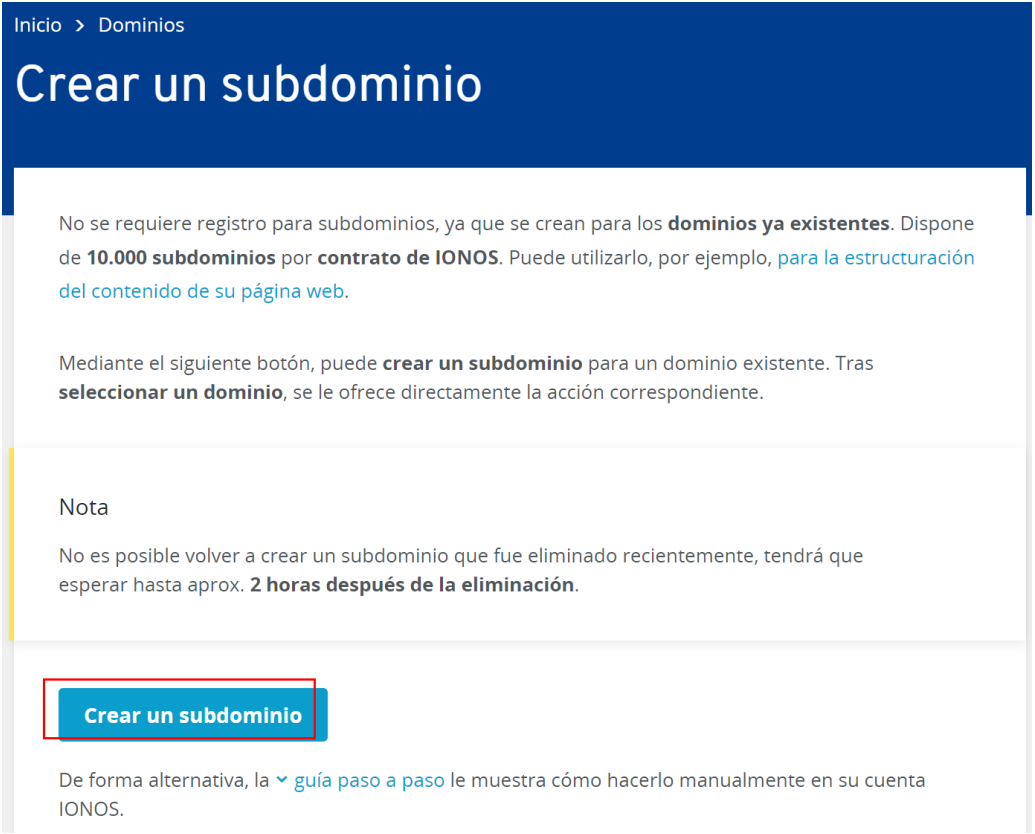 Inicio > Dominios
Crear un subdominio
No se requiere registro para subdominios, ya que se crean para los dominios ya existentes. Dispone
de 10.000 subdominios por contrato de IONOS. Puede utilizarlo, por ejemplo, para la estructuración
del contenido de su página web.
Mediante el siguiente botón, puede crear un subdominio para un dominio existente. Tras
seleccionar un dominio, se le ofrece directamente la acción correspondiente.
Nota
No es posible volver a crear un subdominio que fue eliminado recientemente, tendrá que
esperar hasta aprox. 2 horas después de la eliminación.
Crear un subdominio
De forma alternativa, la guía paso a paso le muestra cómo hacerlo manualmente en su cuenta
IONOS.